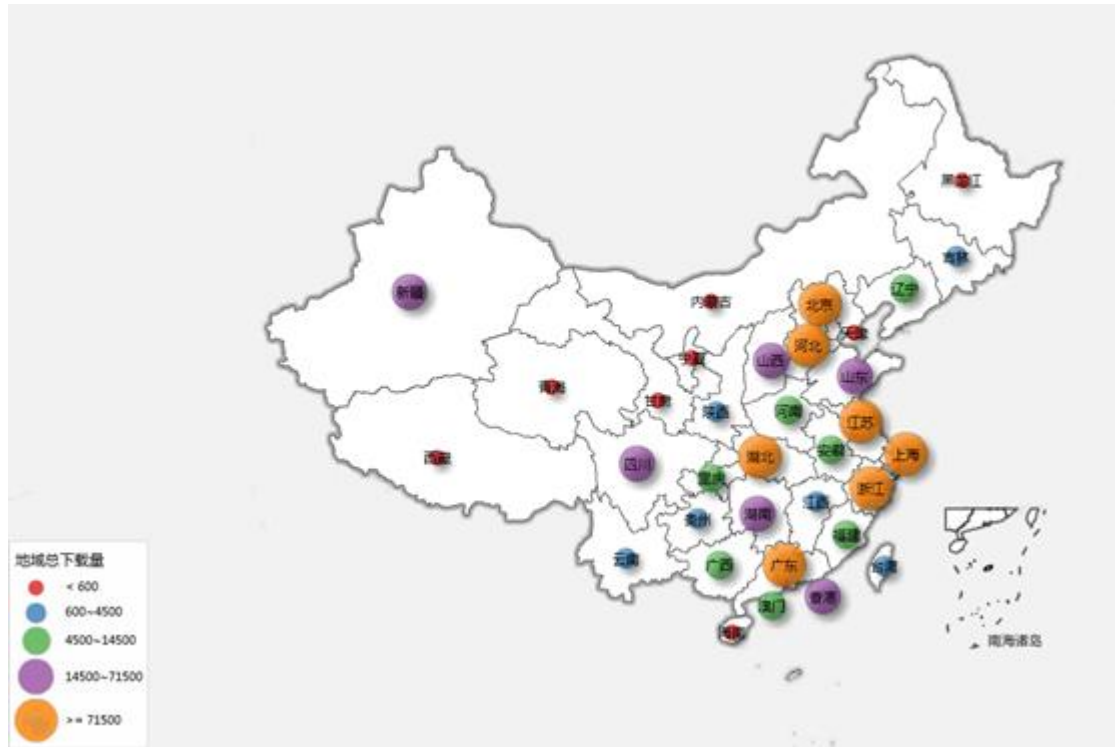 黑龙江
吉林
辽宁
新疆
内蒙古
北京
天津
河北
宁夏
山西
山东
青海
甘肃
陕西
河南
江苏
西藏
四川
湖北
安徽
上海
重庆
浙江
贵州
湖南
江西
福建
云南
广西
广东
台湾
澳门
香港
海南
南海诸岛
地域总下载量
< 600
600~4500
4500~14500
14500~71500
>= 71500